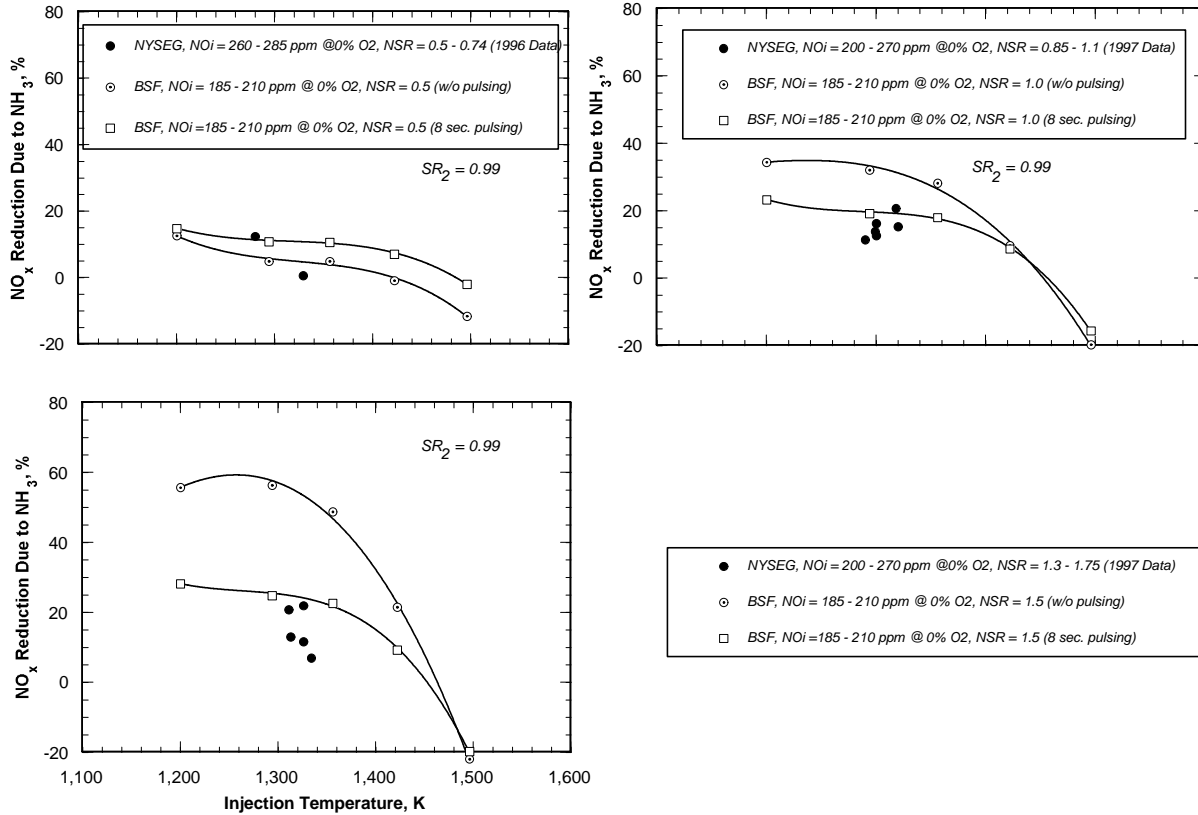 80
60
40
20
0
-20
NOx Reduction Due to NH3, %
NYSEG, NOi = 260 - 285 ppm @0% O2, NSR = 0.5 - 0.74 (1996 Data)
BSF, NOi = 185 - 210 ppm @ 0% O2, NSR = 0.5 (w/o pulsing)
BSF, NOi =185 - 210 ppm @ 0% O2, NSR = 0.5 (8 sec. pulsing)
SR2 = 0.99
80
60
40
20
0
-20
NOx Reduction Due to NH3, %
NYSEG, NOi = 200 - 270 ppm @0% O2, NSR = 0.85 - 1.1 (1997 Data)
BSF, NOi = 185 - 210 ppm @ 0% O2, NSR = 1.0 (w/o pulsing)
BSF, NOi =185 - 210 ppm @ 0% O2, NSR = 1.0 (8 sec. pulsing)
SR2 = 0.99
80
60
40
20
0
-20
NOx Reduction Due to NH3, %
SR2 = 0.99
1,100 1,200 1,300 1,400 1,500 1,600
Injection Temperature, K
NYSEG, NOi = 200 - 270 ppm @0% O2, NSR = 1.3 - 1.75 (1997 Data)
BSF, NOi = 185 - 210 ppm @ 0% O2, NSR = 1.5 (w/o pulsing)
BSF, NOi =185 - 210 ppm @ 0% O2, NSR = 1.5 (8 sec. pulsing)